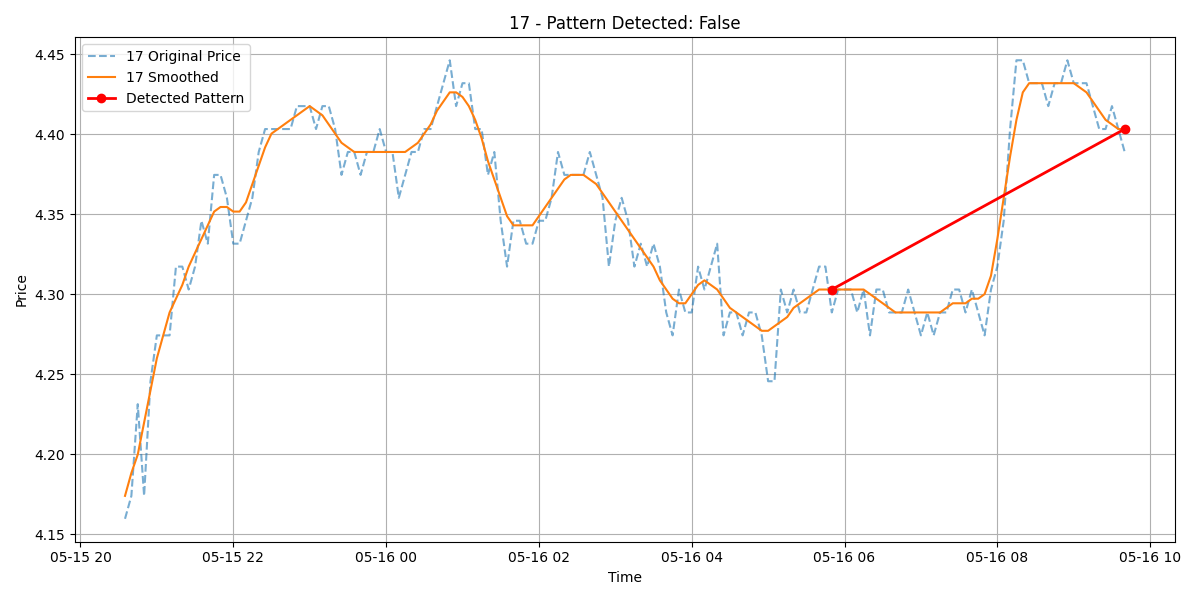 17 - Pattern Detected: False
17 Original Price
17 Smoothed
Detected Pattern
Price
4.45
4.40
4.35
4.30
4.25
4.20
4.15
05-15 20
05-15 22
05-16 00
05-16 02
05-16 04
05-16 06
05-16 08
05-16 10
Time